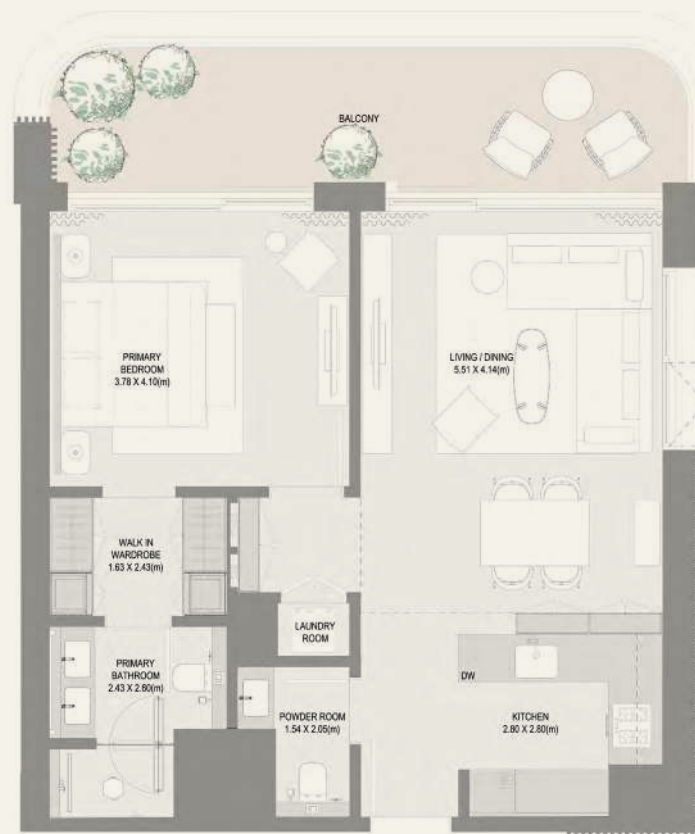 BALCONY
PRIMARY
BEDROOM
3.78 X 4.10(m)
LIVING / DINING
5.51 X 4.14(m)
WALK IN
WARDROBE
1.63 X 2.43(m)
LAUNDRY
ROOM
PRIMARY
BATHROOM
2.43 X 2.60(m)
DW
POWDER ROOM
1.54 X 2.05(m)
KITCHEN
2.80 X 2.80(m)